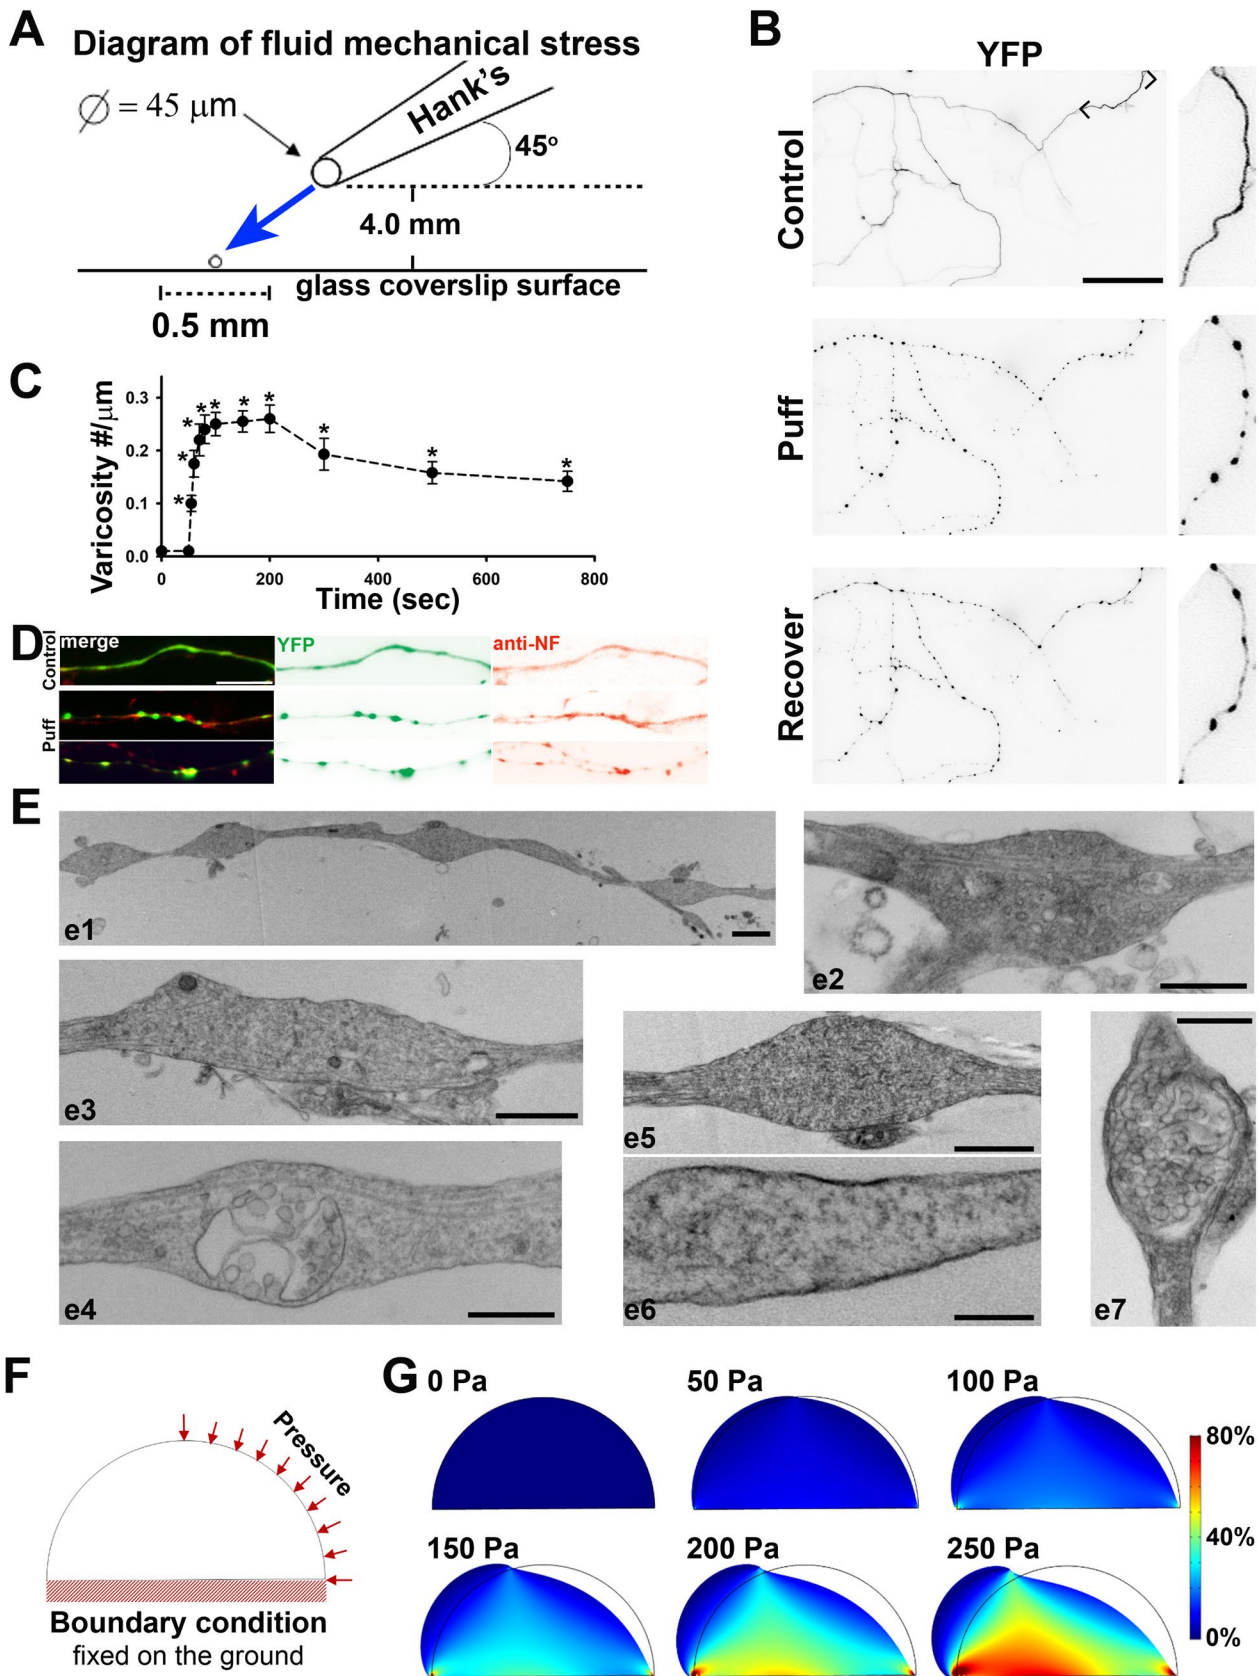 A
Diagram of fluid mechanical stress
Hank's
∅ = 45 μm
45°
4.0 mm
glass coverslip surface
0.5 mm
B
YFP
Control
Puff
Recover
C
Varicosity #/μm
0.3
0.2
0.1
0.0
* * * * * * * * * *
0 200 400 600 800
Time (sec)
D
Control
merge
YFP
anti-NF
Puff
E
e1
e2
e3
e4
e5
e6
e7
F
Pressure
Boundary condition
fixed on the ground
G
0 Pa
50 Pa
100 Pa
150 Pa
200 Pa
250 Pa
80%
40%
0%